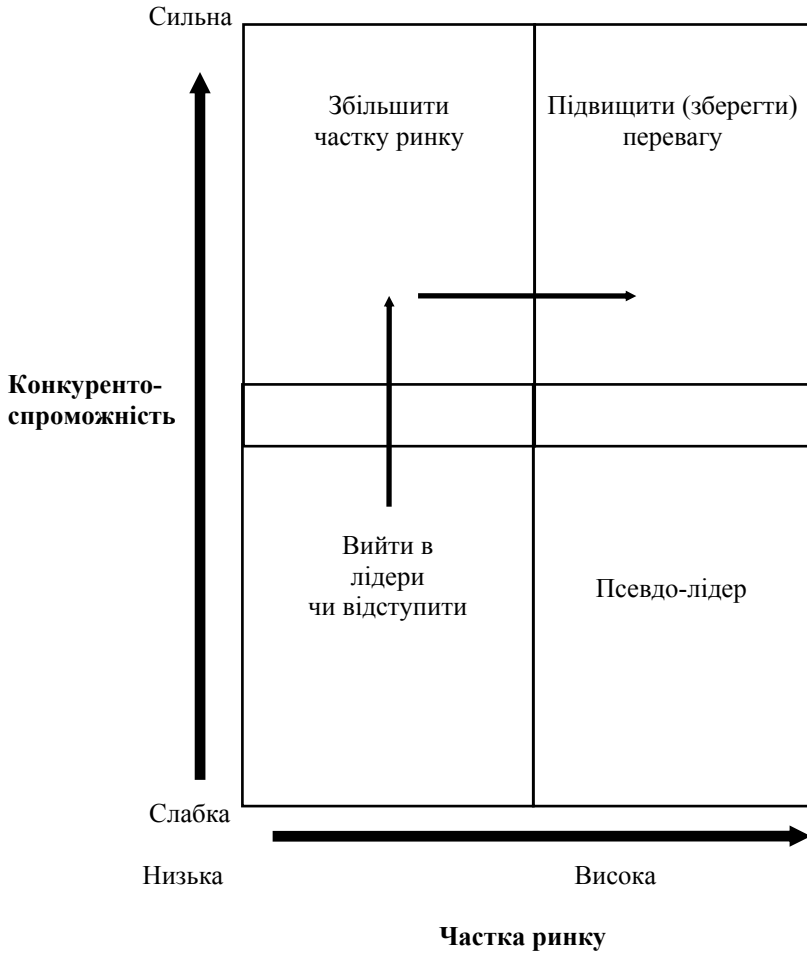 Сильна
Збільшити
частку ринку
Підвищити (зберегти)
перевагу
Конкуренто-
спроможність
Вийти в
лідери
чи відступити
Псевдо-лідер
Слабка
Низька
Висока
Частка ринку